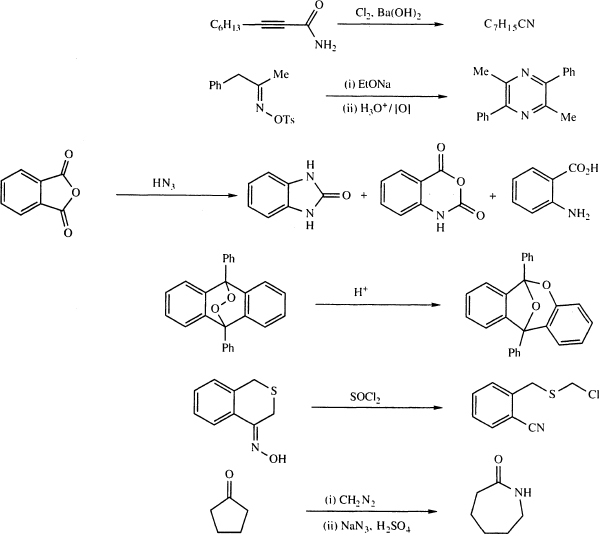 C₆H₁₃ O NH₂ Cl₂, Ba(OH)₂ C₇H₁₅CN
Ph Me N OTs (i) EtONa (ii) H₃O⁺/[O] Me N Ph Ph N Me
O O O HN₃ H N O N H + O O N H O + CO₂H NH₂
Ph O O Ph H⁺ Ph O O Ph
S N OH SOCl₂ S Cl CN
O (i) CH₂N₂ (ii) NaN₃, H₂SO₄ O NH